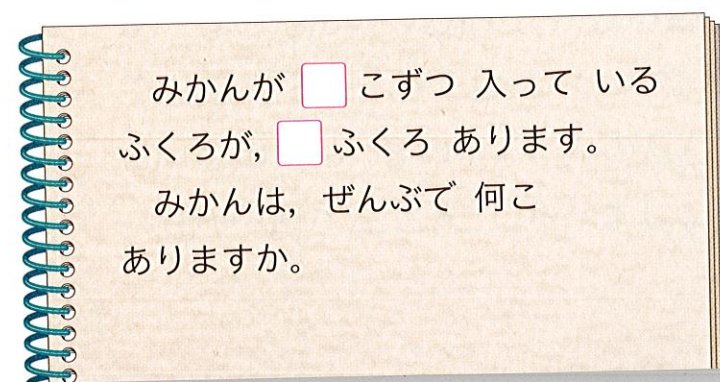 みかんが □ こずつ 入って いる
ふくろが, □ ふくろ あります。
みかんは, ぜんぶで 何こ
ありますか。